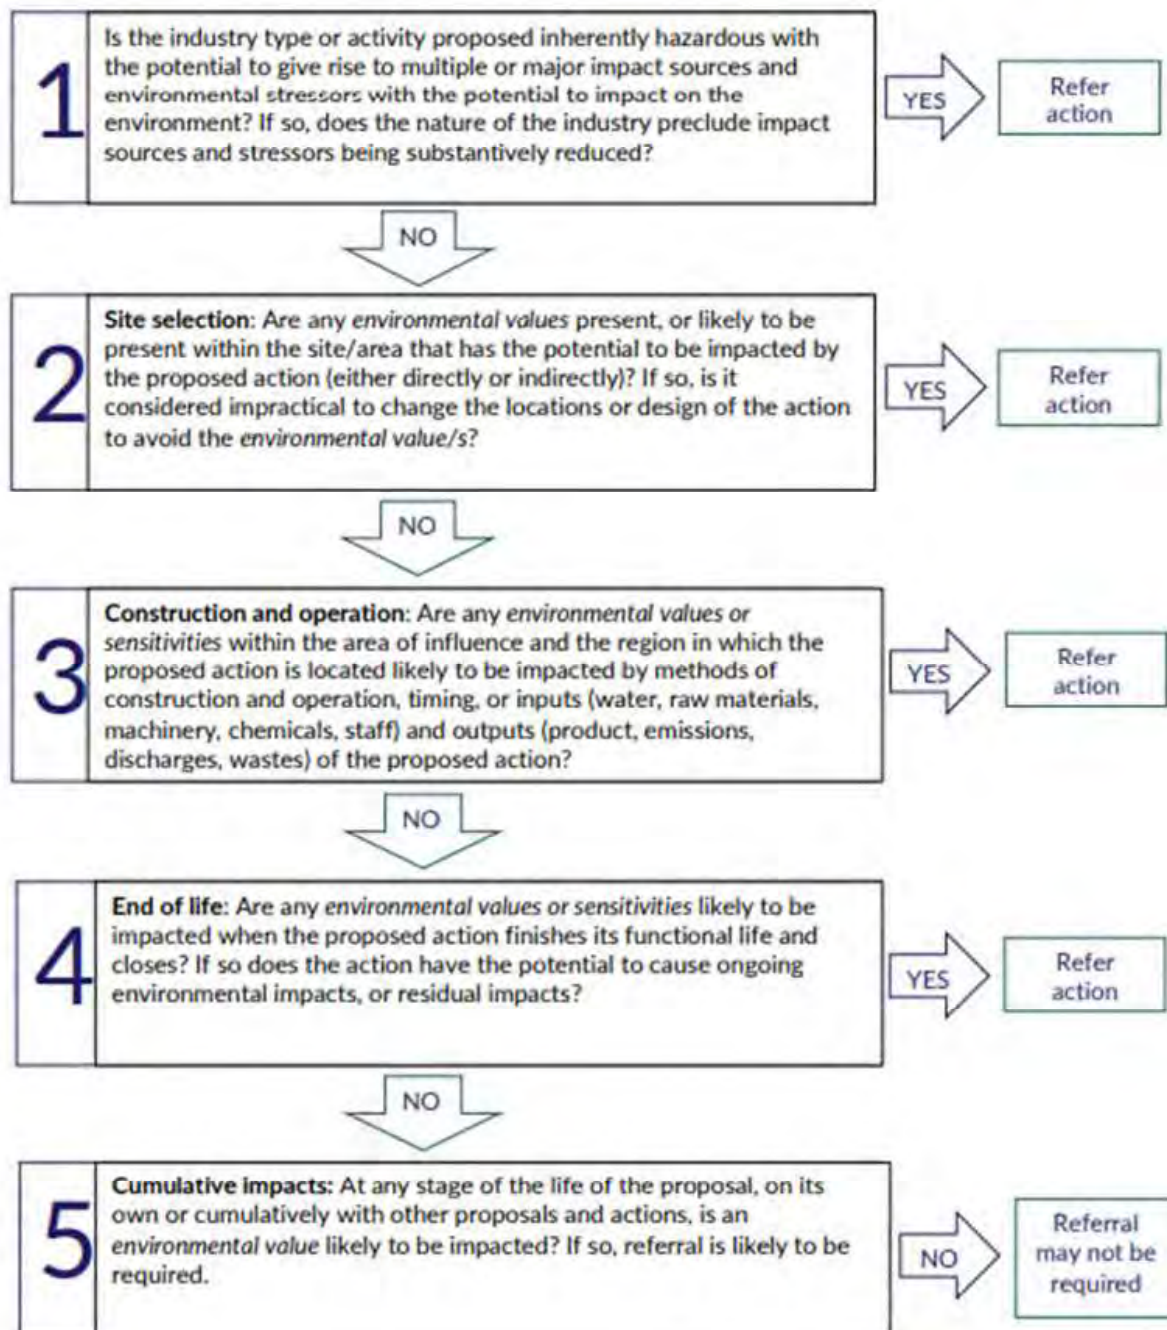 1
Is the industry type or activity proposed inherently hazardous with
the potential to give rise to multiple or major impact sources and
environmental stressors with the potential to impact on the
environment? If so, does the nature of the industry preclude impact
sources and stressors being substantively reduced?
YES
Refer
action
NO
2
Site selection: Are any environmental values present, or likely to be
present within the site/area that has the potential to be impacted by
the proposed action (either directly or indirectly)? If so, is it
considered impractical to change the locations or design of the action
to avoid the environmental value/s?
YES
Refer
action
NO
3
Construction and operation: Are any environmental values or
sensitivities within the area of influence and the region in which the
proposed action is located likely to be impacted by methods of
construction and operation, timing, or inputs (water, raw materials,
machinery, chemicals, staff) and outputs (product, emissions,
discharges, wastes) of the proposed action?
YES
Refer
action
NO
4
End of life: Are any environmental values or sensitivities likely to be
impacted when the proposed action finishes its functional life and
closes? If so does the action have the potential to cause ongoing
environmental impacts, or residual impacts?
YES
Refer
action
NO
5
Cumulative impacts: At any stage of the life of the proposal, on its
own or cumulatively with other proposals and actions, is an
environmental value likely to be impacted? If so, referral is likely to be
required.
NO
Referral
may not be
required